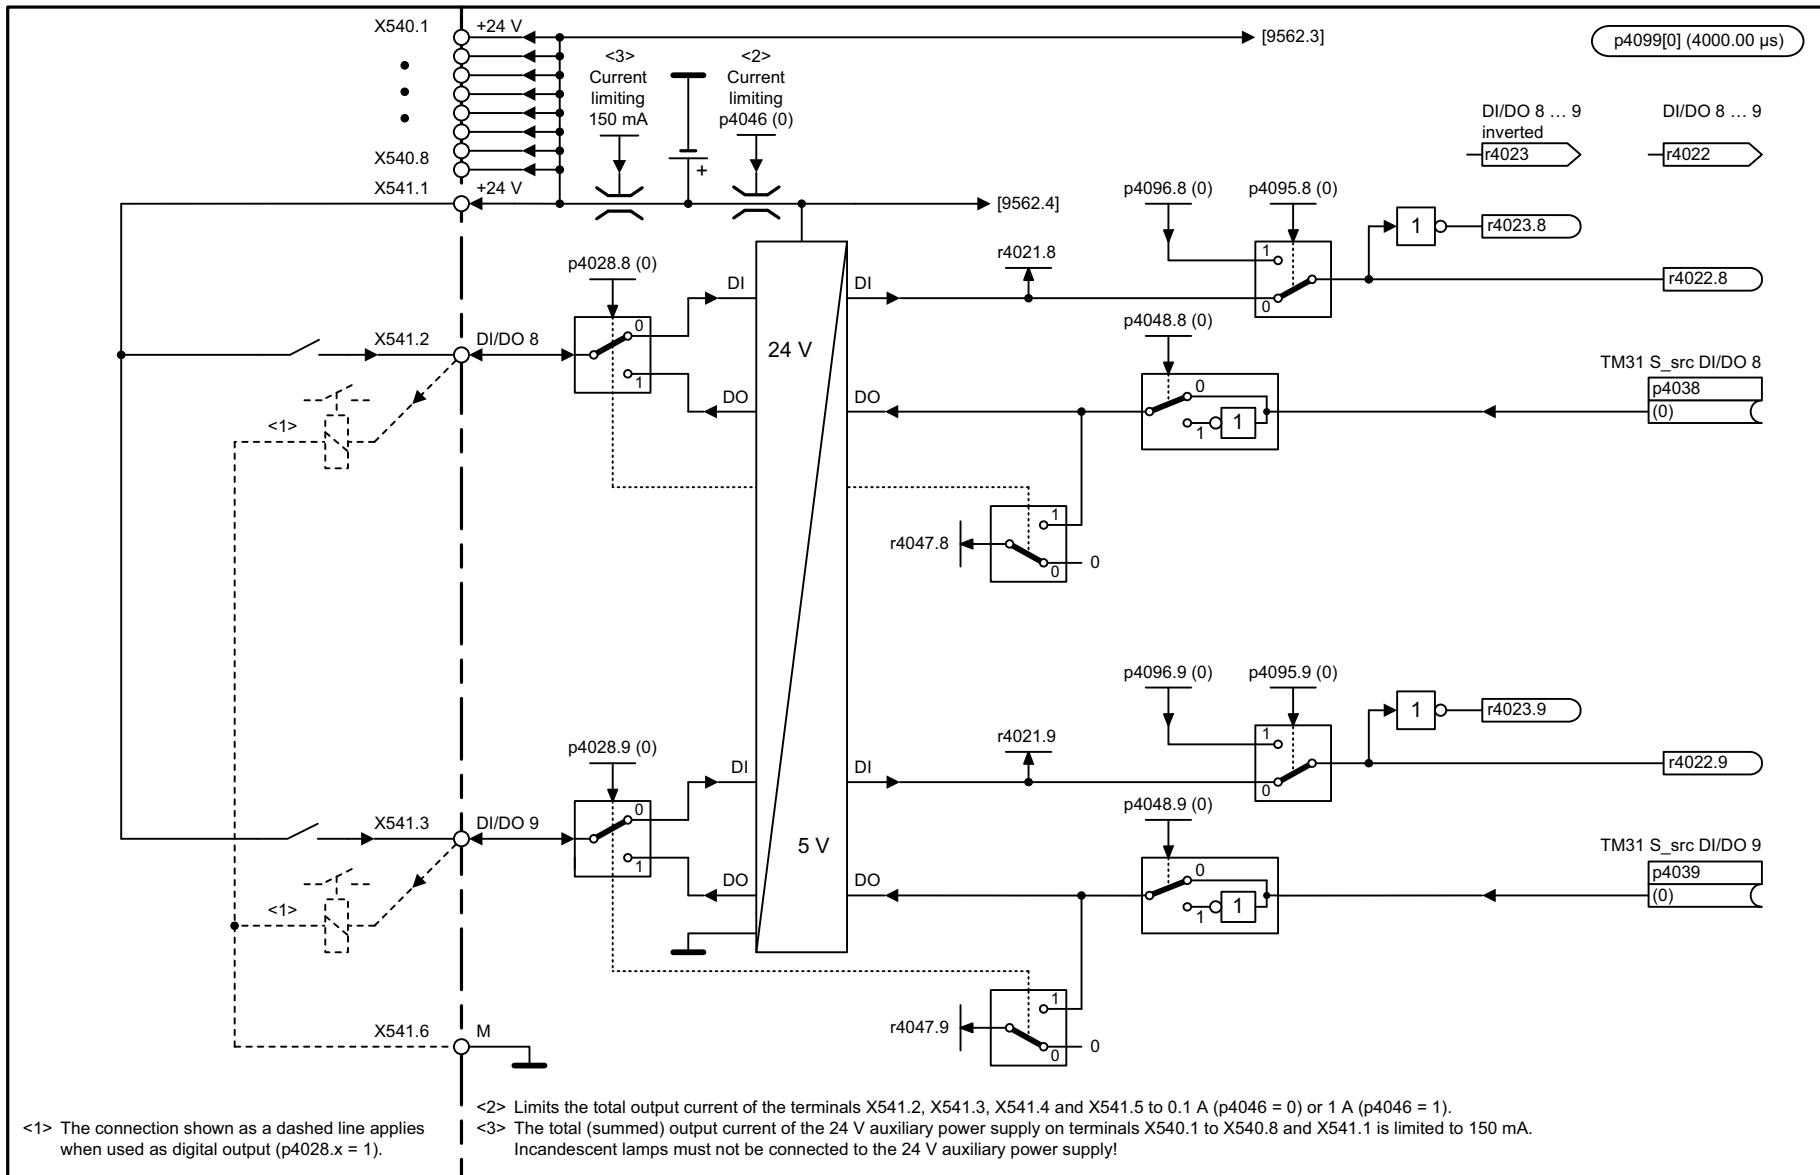 X540.1
+24 V
[9562.3]
p4099[0] (4000.00 µs)
<3>
Current
limiting
150 mA
<2>
Current
limiting
p4046 (0)
DI/DO 8 ... 9
inverted
r4023
DI/DO 8 ... 9
r4022
X540.8
+
X541.1
+24 V
[9562.4]
p4096.8 (0)
p4095.8 (0)
1
r4023.8
p4028.8 (0)
DI
DI
r4021.8
1
0
r4022.8
X541.2
DI/DO 8
0
1
24 V
p4048.8 (0)
TM31 S_src DI/DO 8
p4038
(0)
DO
DO
0
1
1
<1>
r4047.8
1
0
0
p4096.9 (0)
p4095.9 (0)
1
r4023.9
p4028.9 (0)
DI
DI
r4021.9
1
0
r4022.9
X541.3
DI/DO 9
0
1
5 V
p4048.9 (0)
TM31 S_src DI/DO 9
p4039
(0)
DO
DO
0
1
1
<1>
r4047.9
1
0
0
X541.6
M
<1> The connection shown as a dashed line applies
when used as digital output (p4028.x = 1).
<2> Limits the total output current of the terminals X541.2, X541.3, X541.4 and X541.5 to 0.1 A (p4046 = 0) or 1 A (p4046 = 1).
<3> The total (summed) output current of the 24 V auxiliary power supply on terminals X540.1 to X540.8 and X541.1 is limited to 150 mA.
Incandescent lamps must not be connected to the 24 V auxiliary power supply!